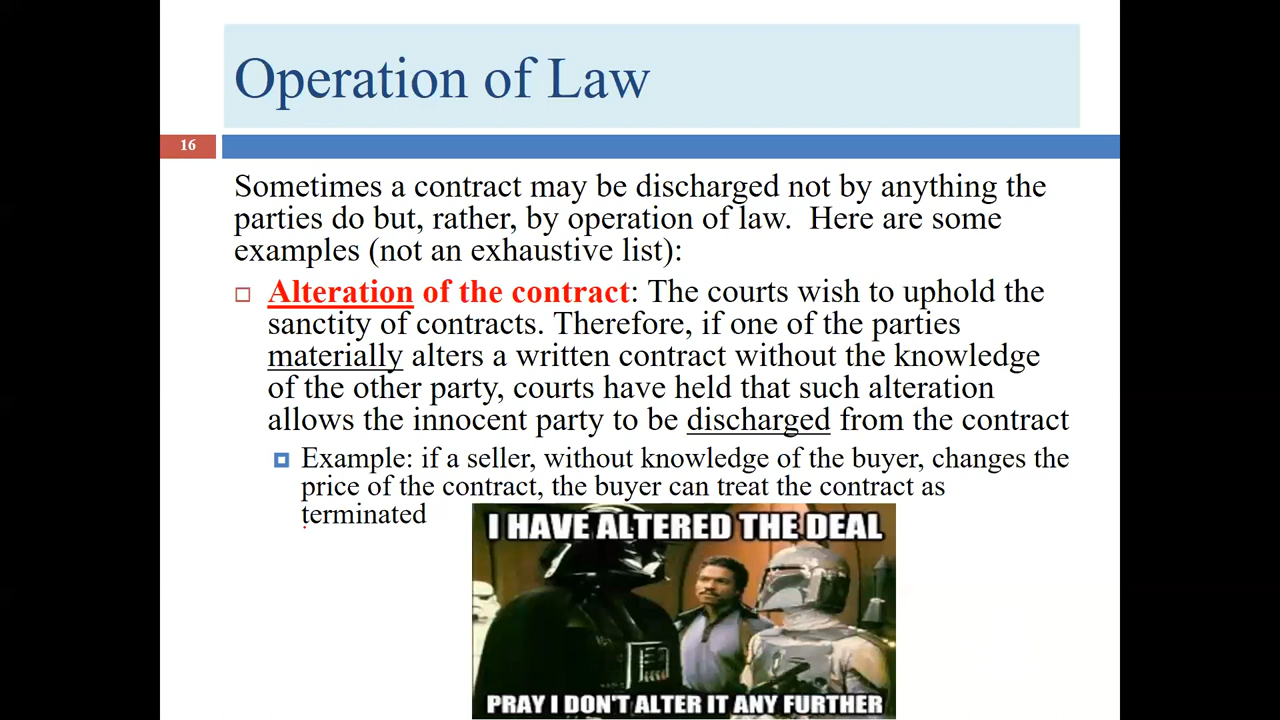 Operation of Law
16
Sometimes a contract may be discharged not by anything the
parties do but, rather, by operation of law.  Here are some
examples (not an exhaustive list):
Alteration of the contract: The courts wish to uphold the
sanctity of contracts. Therefore, if one of the parties
materially alters a written contract without the knowledge
of the other party, courts have held that such alteration
allows the innocent party to be discharged from the contract
Example: if a seller, without knowledge of the buyer, changes the
price of the contract, the buyer can treat the contract as
terminated
I HAVE ALTERED THE DEAL
PRAY I DON'T ALTER IT ANY FURTHER